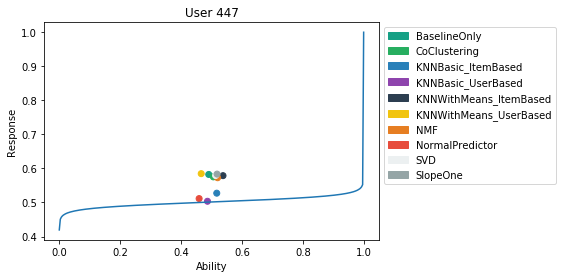 User 447
1.0
0.9
0.8
0.7
0.6
0.5
0.4
Response
0.0
0.2
0.4
0.6
0.8
1.0
Ability
BaselineOnly
CoClustering
KNNBasic_ItemBased
KNNBasic_UserBased
KNNWithMeans_ItemBased
KNNWithMeans_UserBased
NMF
NormalPredictor
SVD
SlopeOne